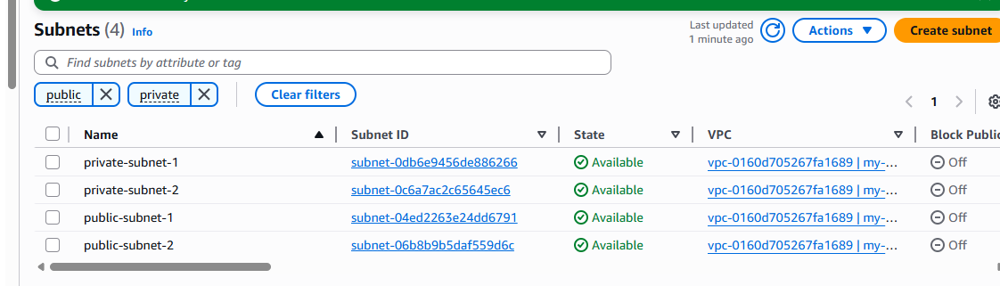 Subnets (4) Info
Last updated
1 minute ago
Actions
Create subnet
Find subnets by attribute or tag
public
private
Clear filters
1
Name Subnet ID State VPC Block Public
private-subnet-1 subnet-0db6e9456de886266 Available vpc-0160d705267fa1689 | my-... Off
private-subnet-2 subnet-0c6a7ac2c65645ec6 Available vpc-0160d705267fa1689 | my-... Off
public-subnet-1 subnet-04ed2263e24dd6791 Available vpc-0160d705267fa1689 | my-... Off
public-subnet-2 subnet-06b8b9b5daf559d6c Available vpc-0160d705267fa1689 | my-... Off